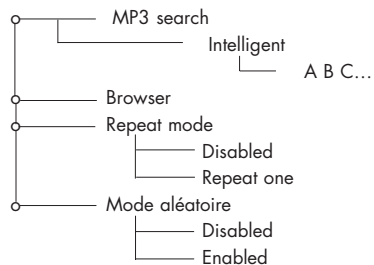 MP3 search
Intelligent
A B C...
Browser
Repeat mode
Disabled
Repeat one
Mode aléatoire
Disabled
Enabled